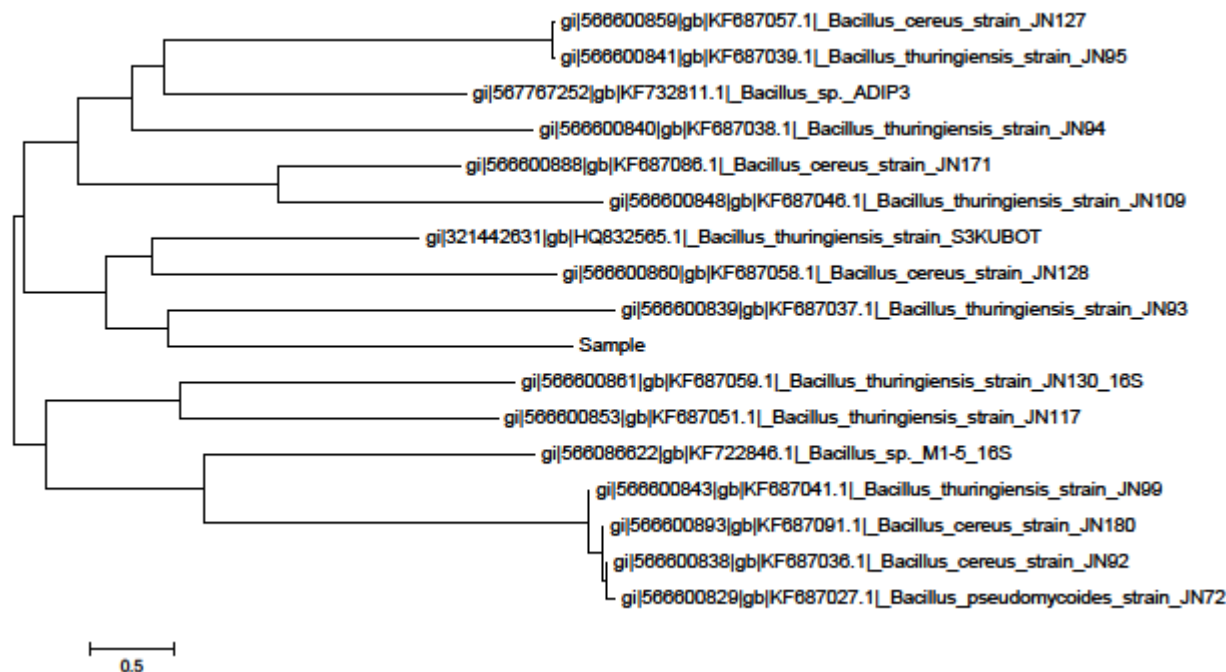 gi|566600859|gb|KF687057.1|_Bacillus_cereus_strain_JN127
gi|566600841|gb|KF687039.1|_Bacillus_thuringiensis_strain_JN95
gi|567767252|gb|KF732811.1|_Bacillus_sp._ADIP3
gi|566600840|gb|KF687038.1|_Bacillus_thuringiensis_strain_JN94
gi|566600888|gb|KF687086.1|_Bacillus_cereus_strain_JN171
gi|566600848|gb|KF687046.1|_Bacillus_thuringiensis_strain_JN109
gi|321442631|gb|HQ832565.1|_Bacillus_thuringiensis_strain_S3KUBOT
gi|566600860|gb|KF687058.1|_Bacillus_cereus_strain_JN128
gi|566600839|gb|KF687037.1|_Bacillus_thuringiensis_strain_JN93
Sample
gi|566600861|gb|KF687059.1|_Bacillus_thuringiensis_strain_JN130_16S
gi|566600853|gb|KF687051.1|_Bacillus_thuringiensis_strain_JN117
gi|566086622|gb|KF722846.1|_Bacillus_sp._M1-5_16S
gi|566600843|gb|KF687041.1|_Bacillus_thuringiensis_strain_JN99
gi|566600893|gb|KF687091.1|_Bacillus_cereus_strain_JN180
gi|566600838|gb|KF687036.1|_Bacillus_cereus_strain_JN92
gi|566600829|gb|KF687027.1|_Bacillus_pseudomycoides_strain_JN72
0.5